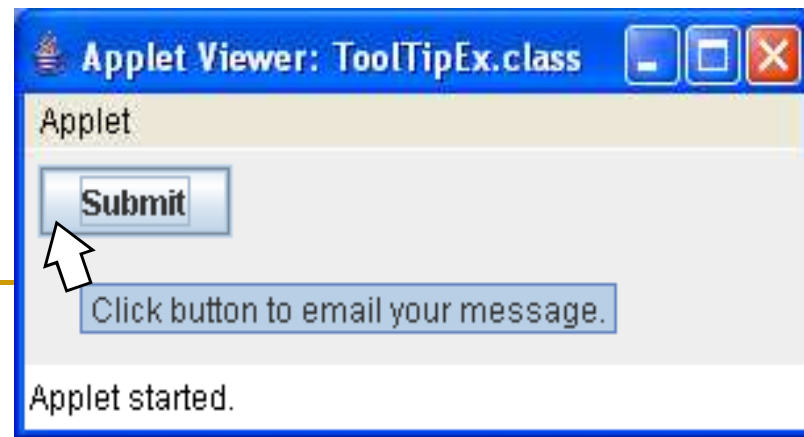 Applet Viewer: ToolTipEx.class
Applet
Submit
Click button to email your message.
Applet started.